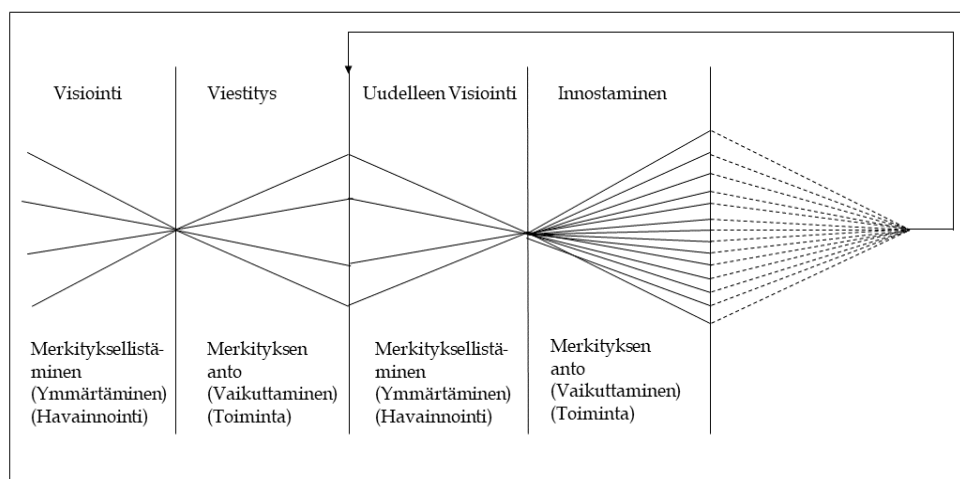 Visiointi
Viestitys
Uudelleen Visiointi
Innostaminen
Merkityksellistä-
minen
(Ymmärtäminen)
(Havainnointi)
Merkityksen
anto
(Vaikuttaminen)
(Toiminta)
Merkityksellistä-
minen
(Ymmärtäminen)
(Havainnointi)
Merkityksen
anto
(Vaikuttaminen)
(Toiminta)